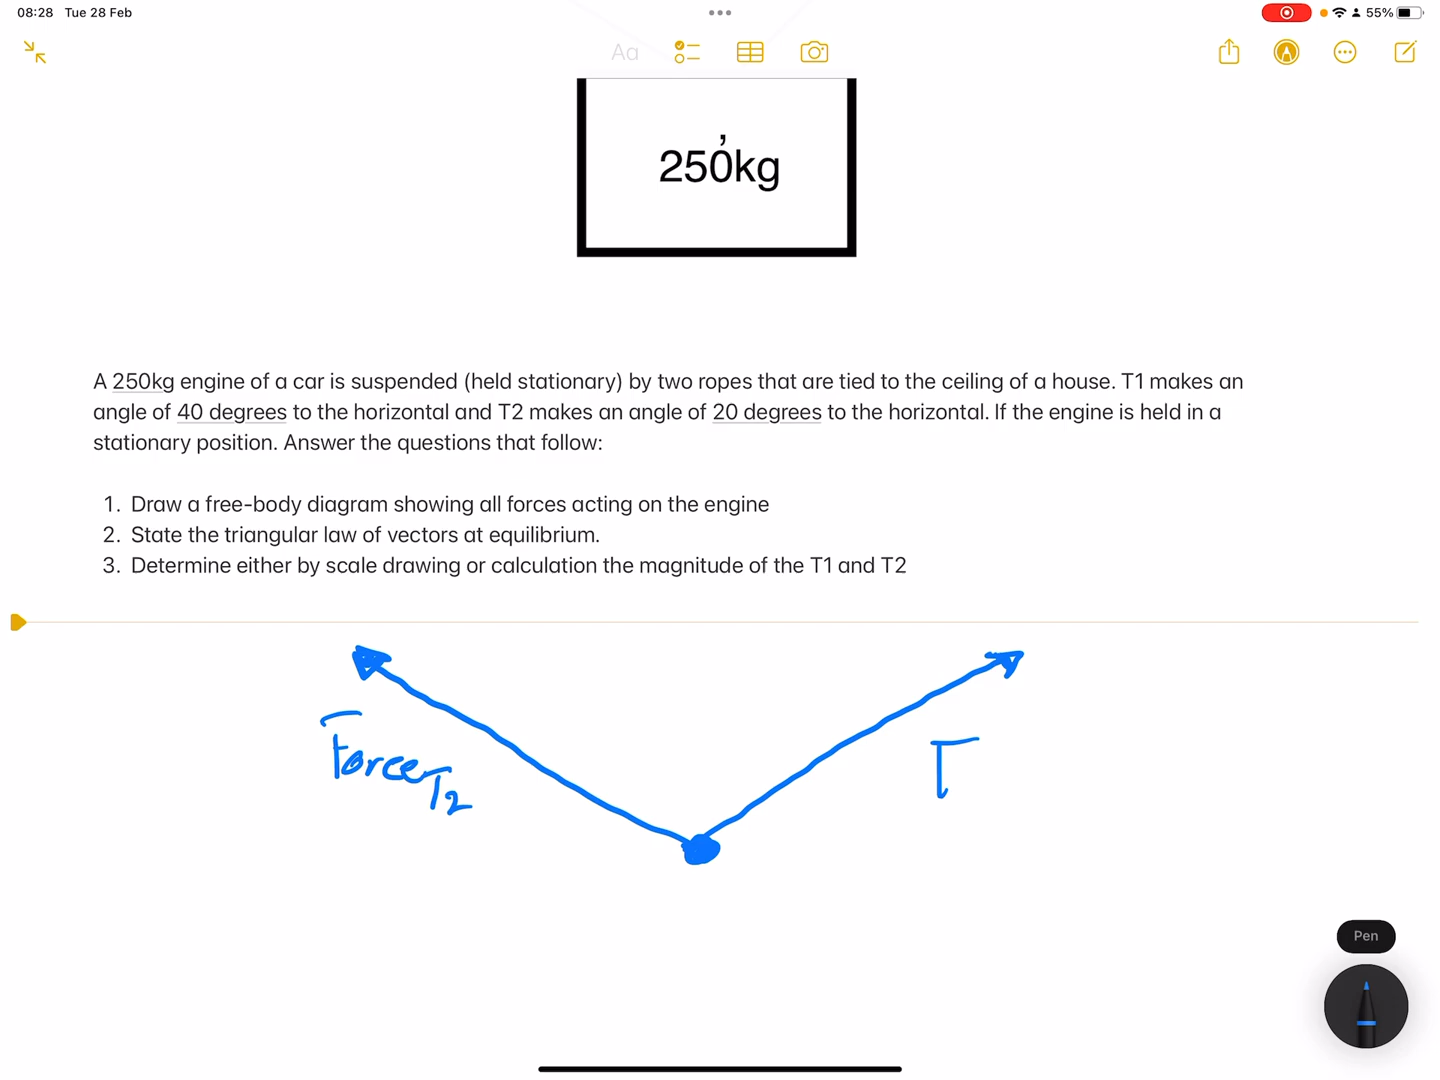 08:28 Tue 28 Feb
55%
Aa
250kg
A 250kg engine of a car is suspended (held stationary) by two ropes that are tied to the ceiling of a house. T1 makes an
angle of 40 degrees to the horizontal and T2 makes an angle of 20 degrees to the horizontal. If the engine is held in a
stationary position. Answer the questions that follow:
1. Draw a free-body diagram showing all forces acting on the engine
2. State the triangular law of vectors at equilibrium.
3. Determine either by scale drawing or calculation the magnitude of the T1 and T2
Force T2
T
Pen